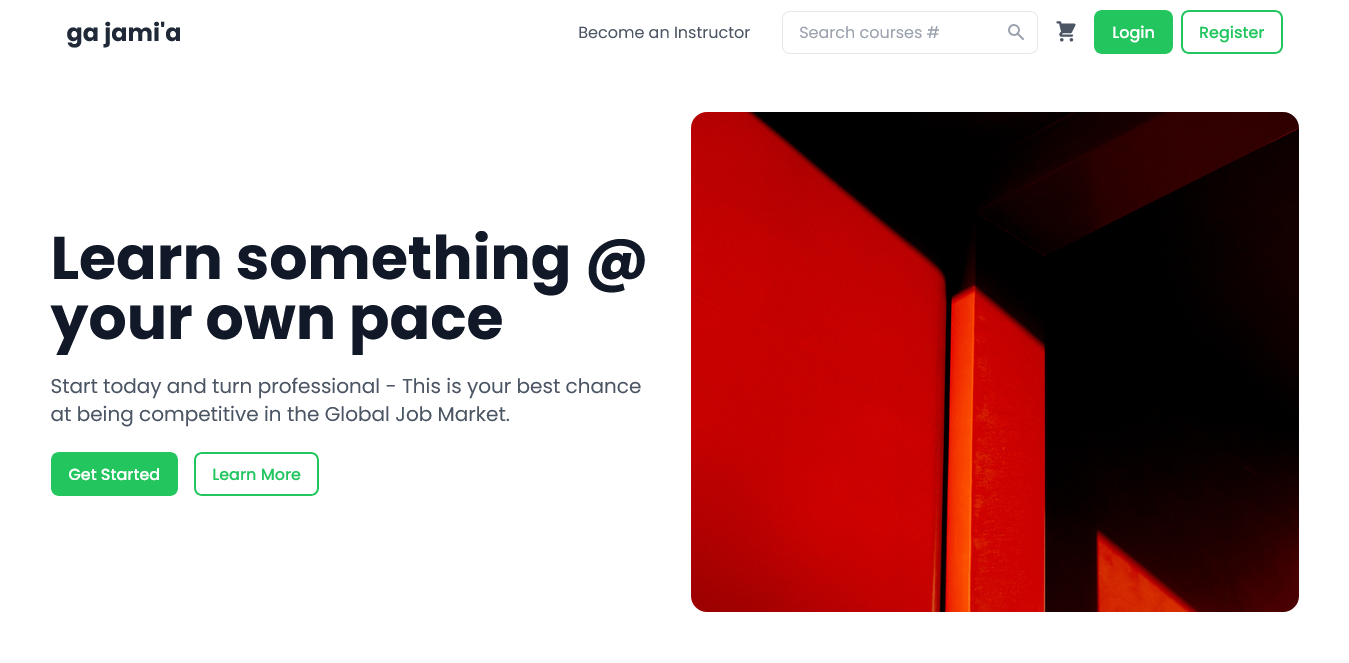 ga jami'a
Become an Instructor
Search courses #
Login
Register
Learn something @
your own pace
Start today and turn professional - This is your best chance
at being competitive in the Global Job Market.
Get Started
Learn More